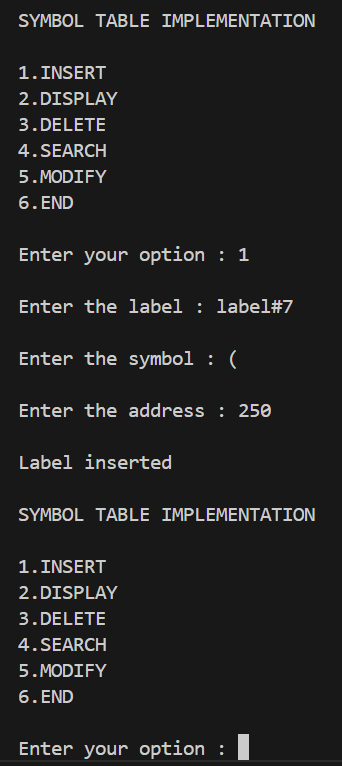 SYMBOL TABLE IMPLEMENTATION
1.INSERT
2.DISPLAY
3.DELETE
4.SEARCH
5.MODIFY
6.END
Enter your option : 1
Enter the label : label#7
Enter the symbol : (
Enter the address : 250
Label inserted
SYMBOL TABLE IMPLEMENTATION
1.INSERT
2.DISPLAY
3.DELETE
4.SEARCH
5.MODIFY
6.END
Enter your option :